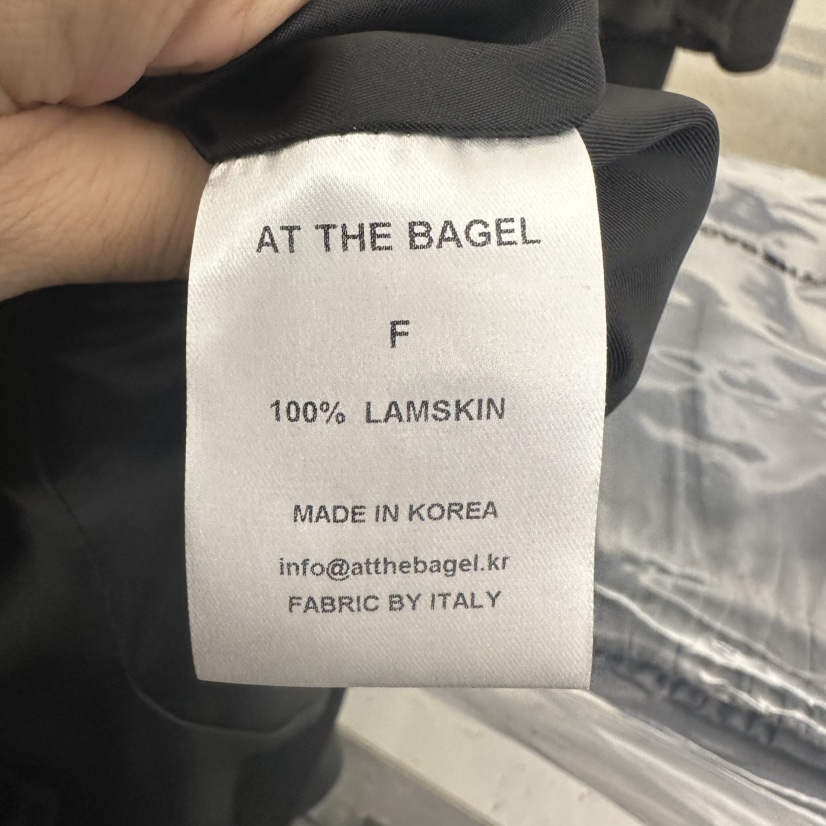 AT THE BAGEL
F
100% LAMSKIN
MADE IN KOREA
info@atthebagel.kr
FABRIC BY ITALY